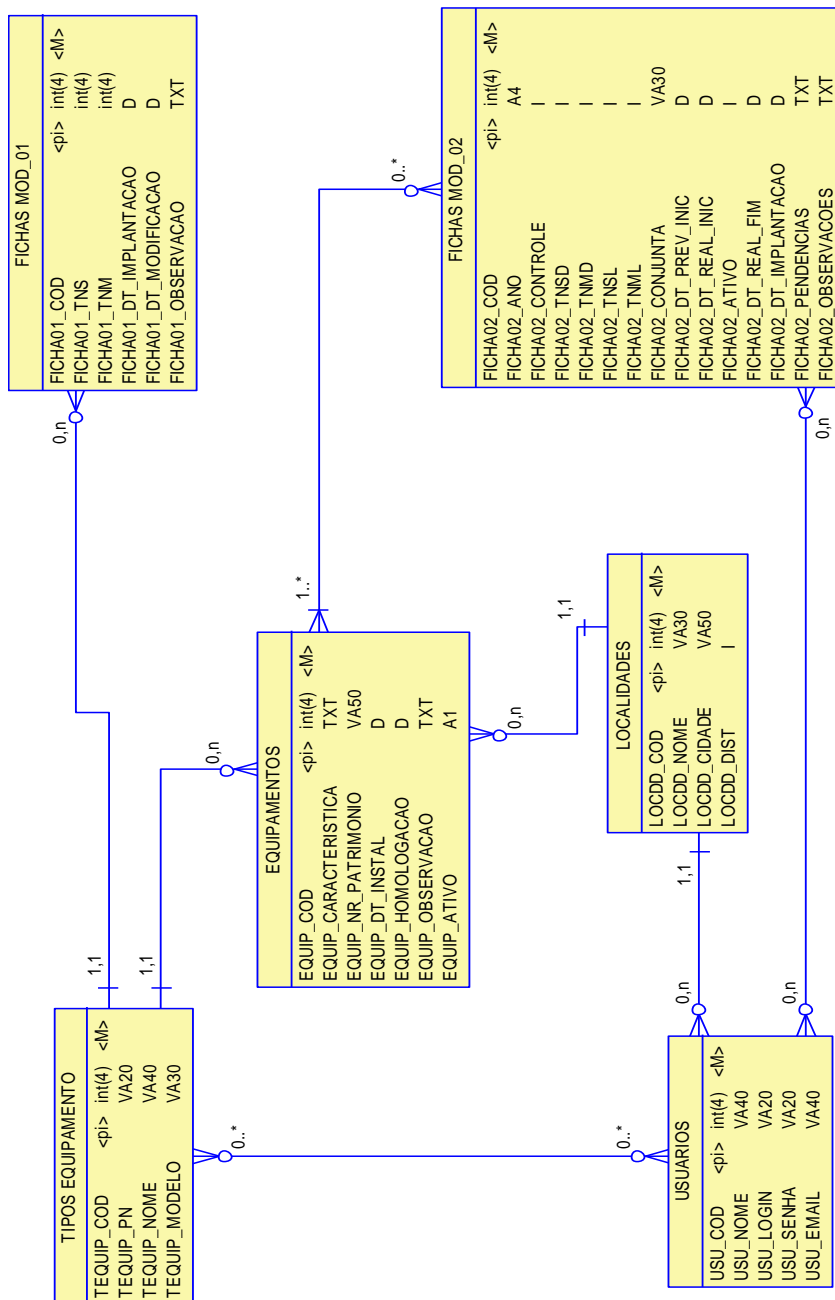 TIPOS EQUIPAMENTO
TEQUIP_COD <pi> int(4) <M>
TEQUIP_PN VA20
TEQUIP_NOME VA40
TEQUIP_MODELO VA30
1,1
1,1
0..*
FICHAS MOD_01
FICHA01_COD <pi> int(4) <M>
FICHA01_TNS int(4)
FICHA01_TNM int(4)
FICHA01_DT_IMPLANTACAO D
FICHA01_DT_MODIFICACAO D
FICHA01_OBSERVACAO TXT
0,n
0,n
EQUIPAMENTOS
EQUIP_COD <pi> int(4) <M>
EQUIP_CARACTERISTICA TXT
EQUIP_NR_PATRIMONIO VA50
EQUIP_DT_INSTAL D
EQUIP_HOMOLOGACAO D
EQUIP_OBSERVACAO TXT
EQUIP_ATIVO A1
1..*
0..*
0,n
1,1
FICHAS MOD_02
FICHA02_COD <pi> int(4) <M>
FICHA02_ANO A4
FICHA02_CONTROLE I
FICHA02_TNSD I
FICHA02_TNMD I
FICHA02_TNSL I
FICHA02_TNML I
FICHA02_CONJUNTA VA30
FICHA02_DT_PREV_INIC D
FICHA02_DT_REAL_INIC D
FICHA02_ATIVO I
FICHA02_DT_REAL_FIM D
FICHA02_DT_IMPLANTACAO D
FICHA02_PENDENCIAS TXT
FICHA02_OBSERVACOES TXT
0,n
LOCALIDADES
LOCDD_COD <pi> int(4) <M>
LOCDD_NOME VA30
LOCDD_CIDADE VA50
LOCDD_DIST I
1,1
0..*
0,n
0,n
USUARIOS
USU_COD <pi> int(4) <M>
USU_NOME VA40
USU_LOGIN VA20
USU_SENHA VA20
USU_EMAIL VA40